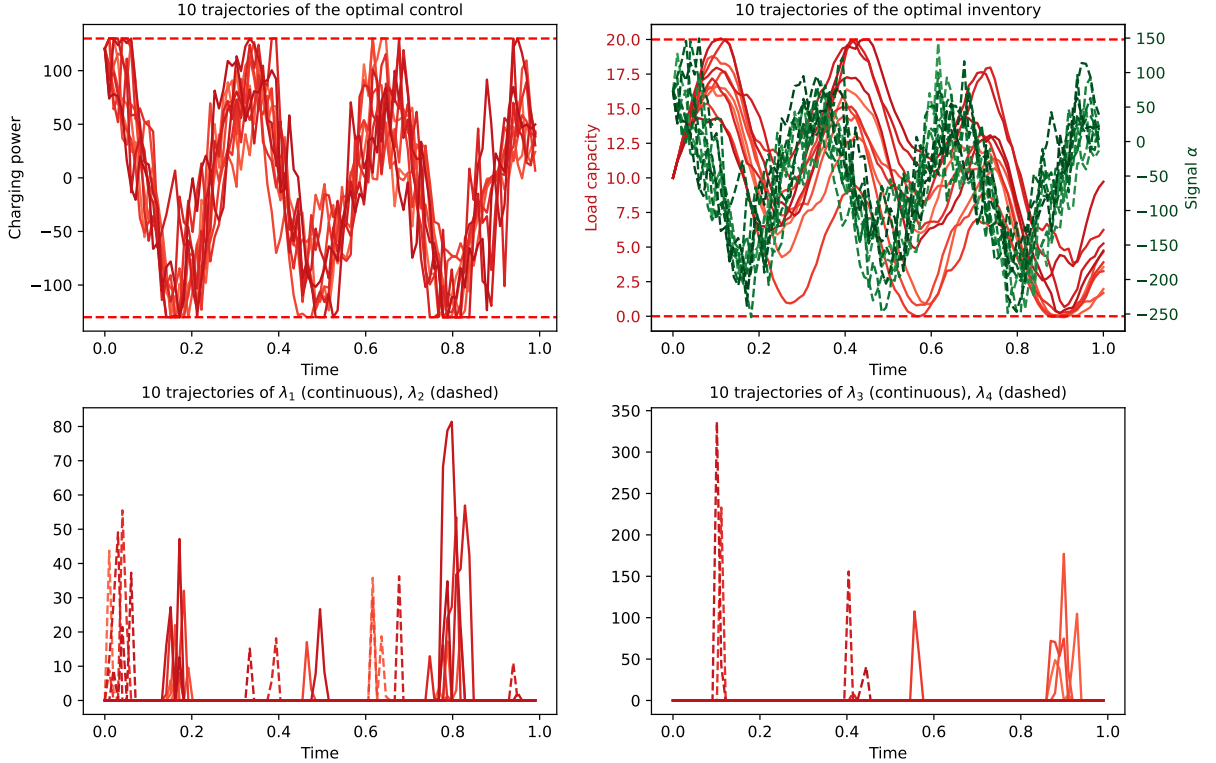 10 trajectories of the optimal control
100
50
0
−50
−100
Charging power
0.0 0.2 0.4 0.6 0.8 1.0
Time
10 trajectories of the optimal inventory
20.0
17.5
15.0
12.5
10.0
7.5
5.0
2.5
0.0
Load capacity
150
100
50
0
−50
−100
−150
−200
−250
Signal α
0.0 0.2 0.4 0.6 0.8 1.0
Time
10 trajectories of λ₁ (continuous), λ₂ (dashed)
80
70
60
50
40
30
20
10
0
0.0 0.2 0.4 0.6 0.8 1.0
Time
10 trajectories of λ₃ (continuous), λ₄ (dashed)
350
300
250
200
150
100
50
0
0.0 0.2 0.4 0.6 0.8 1.0
Time